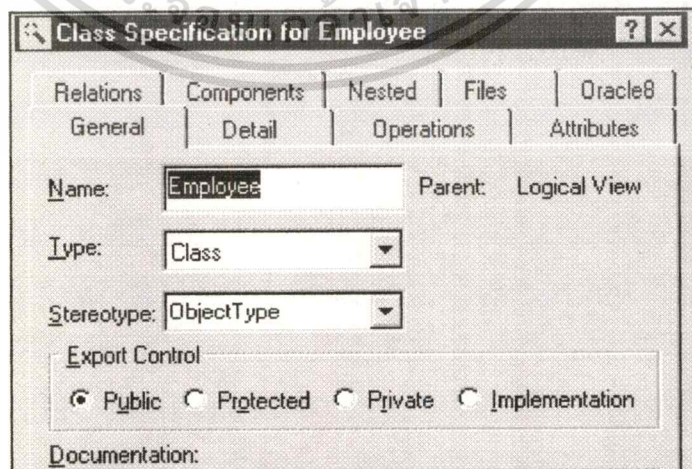 Class Specification for Employee
Relations Components Nested Files Oracle8
General Detail Operations Attributes
Name: Employee Parent: Logical View
Type: Class
Stereotype: ObjectType
Export Control
Public Protected Private Implementation
Documentation: